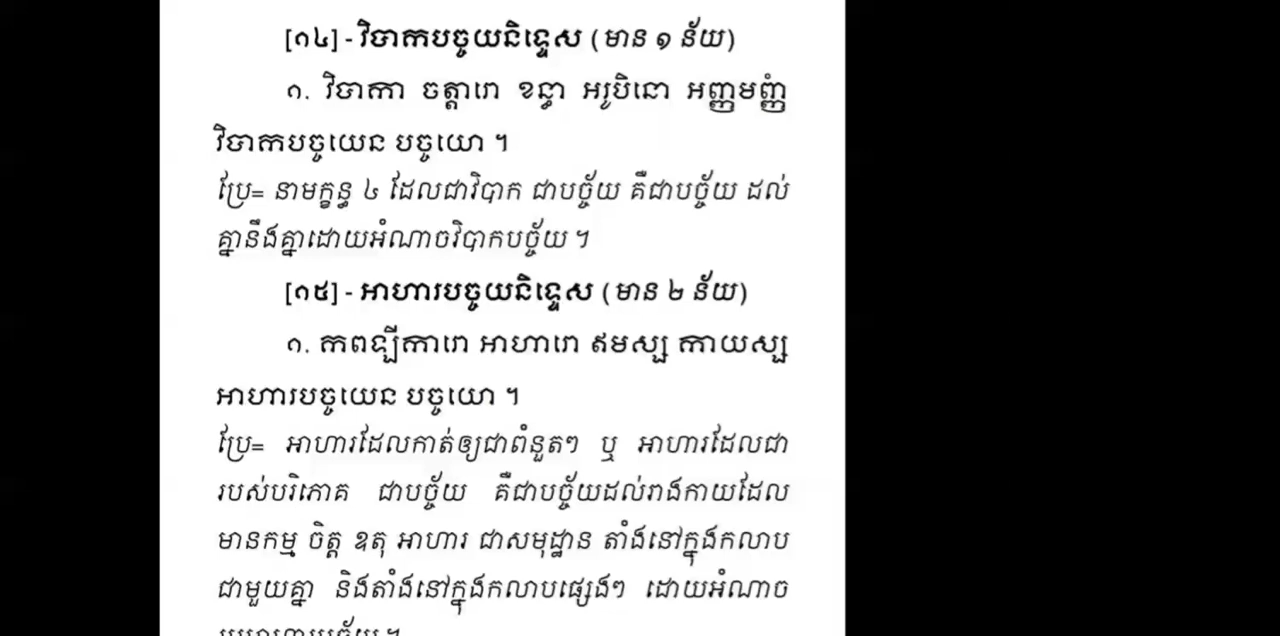 [១៤] - វិបាកបច្ចយនិទ្ទេស (មាន ១ ន័យ)
១. វិបាកា ចត្តារោ ខន្ធា អរូបិនោ អញ្ញមញ្ញំ
វិបាកបច្ចយេន បច្ចយោ ។
ប្រែ= នាមក្ខន្ធ ៤ ដែលជាវិបាក ជាបច្ច័យ គឺជាបច្ច័យ ដល់
គ្នានឹងគ្នាដោយអំណាចវិបាកបច្ច័យ ។
[១៥] - អាហារបច្ចយនិទ្ទេស (មាន ២ ន័យ)
១. កពឡីការោ អាហារោ ឥមស្ស កាយស្ស
អាហារបច្ចយេន បច្ចយោ ។
ប្រែ= អាហារដែលកាត់ឲ្យជាពំនួតៗ ឬ អាហារដែលជា
របស់បរិភោគ ជាបច្ច័យ គឺជាបច្ច័យដល់រាងកាយដែល
មានកម្ម ចិត្ត ឧតុ អាហារ ជាសមុដ្ឋាន តាំងនៅក្នុងកលាប
ជាមួយគ្នា និងតាំងនៅក្នុងកលាបផ្សេងៗ ដោយអំណាច